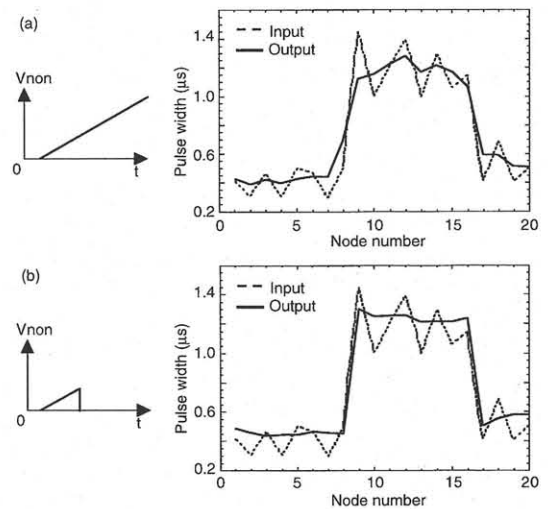 (a)
Vnon
0
t
Pulse width (μs)
1.4
1.0
0.6
0.2
Input
Output
0
5
10
15
20
Node number
(b)
Vnon
0
t
Pulse width (μs)
1.4
1.0
0.6
0.2
Input
Output
0
5
10
15
20
Node number